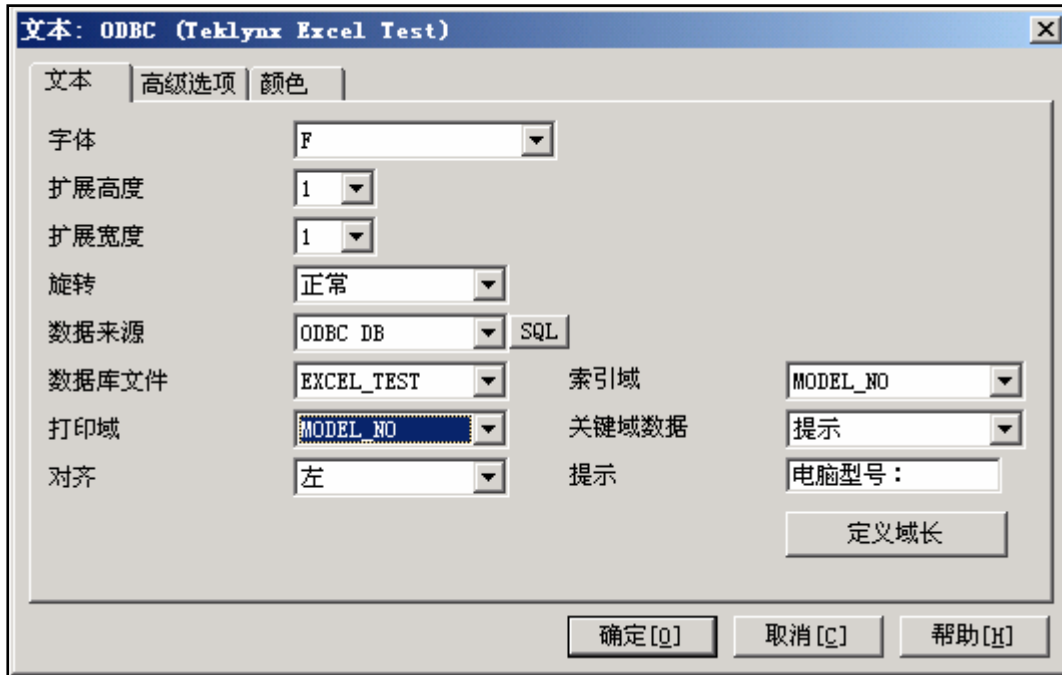 文本: ODBC (Teklynx Excel Test)
文本 高级选项 颜色
字体 F
扩展高度 1
扩展宽度 1
旋转 正常
数据来源 ODBC DB SQL
数据库文件 EXCEL_TEST 索引域 MODEL_NO
打印域 MODEL_NO 关键域数据 提示
对齐 左 提示 电脑型号：
定义域长
确定[O] 取消[C] 帮助[H]